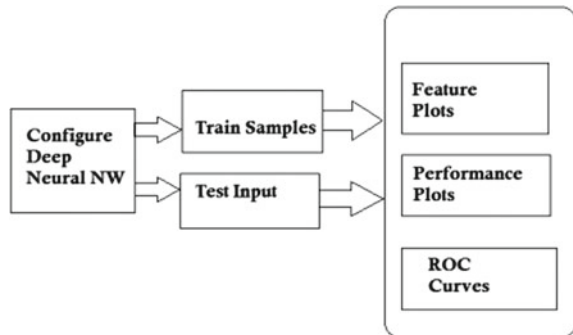 Configure
Deep
Neural NW
Train Samples
Test Input
Feature
Plots
Performance
Plots
ROC
Curves